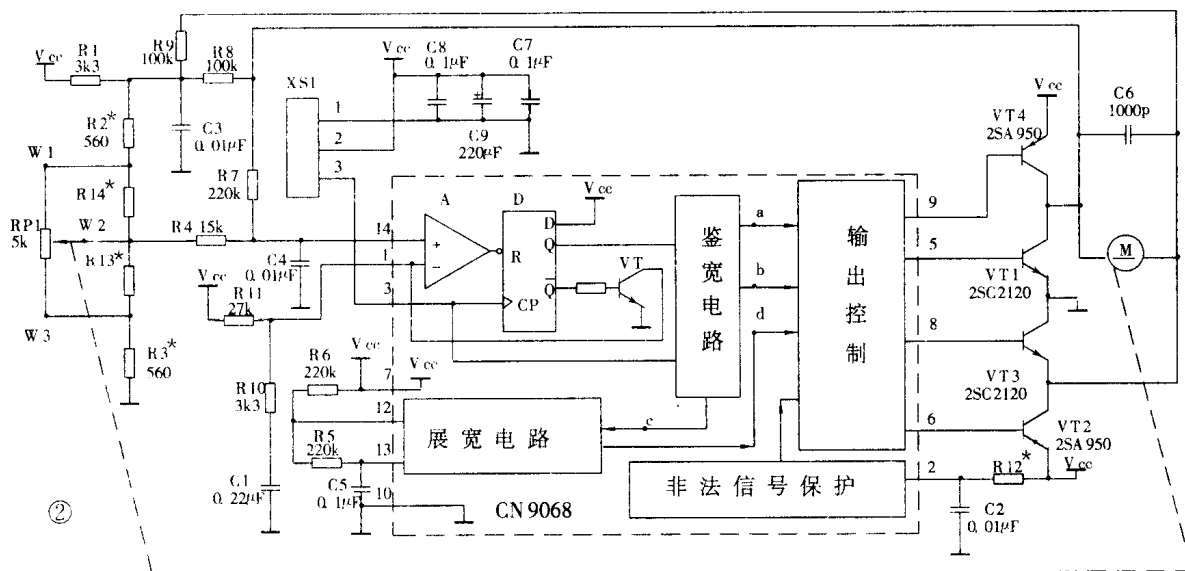 R9
100k
R1
3k3
Vcc
R8
100k
R2*
560
C3
0.01μF
W1
R14*
R7
220k
RP1
5k
W2
R4 15k
R13*
C4
0.01μF
Vcc
R11
27k
W3
R3*
560
R10
3k3
C1
0.22μF
②
XS1
1
2
3
Vcc
C8
0.1μF
C7
0.1μF
C9
220μF
14
1
3
A
+
−
D
R
D
Q
Q̅
CP
Vcc
VT
鉴宽电路
a
b
d
c
输出控制
R6
220k
Vcc
7
Vcc
12
R5
220k
13
展宽电路
C5
0.1μF
10
CN9068
非法信号保护
9
5
8
6
2
VT4
2SA950
Vcc
C6
1000p
M
VT1
2SC2120
VT3
2SC2120
VT2
2SA950
R12*
Vcc
C2
0.01μF